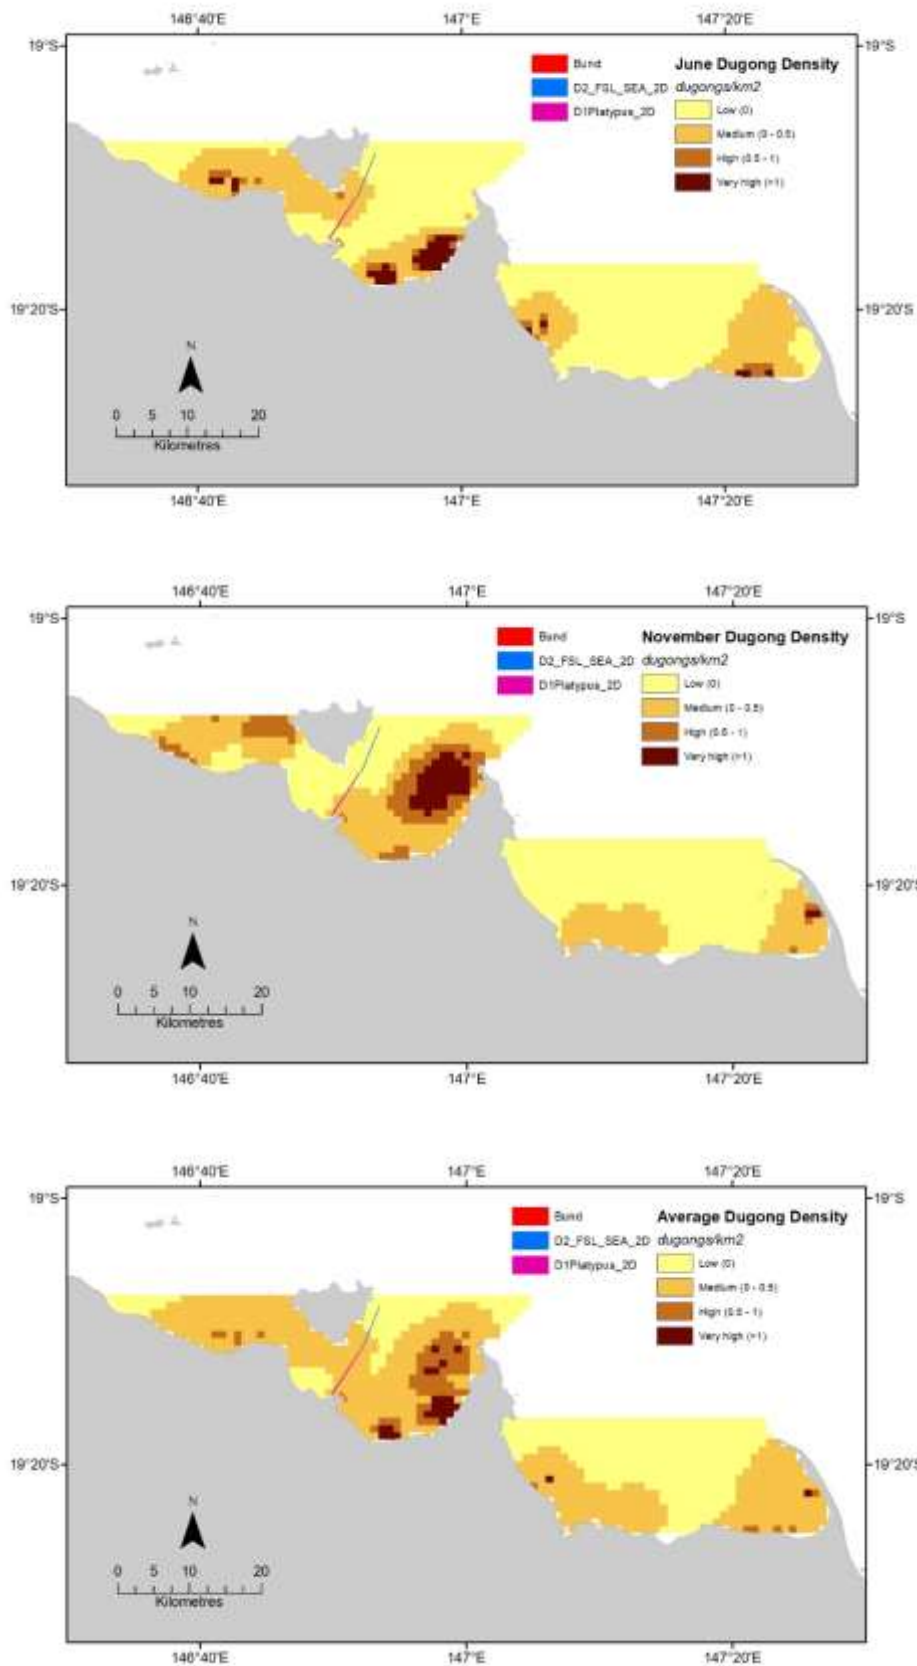 146°40'E 147°E 147°20'E
19°S 19°S
Bund June Dugong Density
D2_FSL_SEA_2D dugongs/km2
D1Platypus_2D Low (0)
Medium (0 - 0.5)
High (0.5 - 1)
Very high (>1)
19°20'S 19°20'S
N
0 5 10 20
Kilometres
146°40'E 147°E 147°20'E
146°40'E 147°E 147°20'E
19°S 19°S
Bund November Dugong Density
D2_FSL_SEA_2D dugongs/km2
D1Platypus_2D Low (0)
Medium (0 - 0.5)
High (0.5 - 1)
Very high (>1)
19°20'S 19°20'S
N
0 5 10 20
Kilometres
146°40'E 147°E 147°20'E
146°40'E 147°E 147°20'E
19°S 19°S
Bund Average Dugong Density
D2_FSL_SEA_2D dugongs/km2
D1Platypus_2D Low (0)
Medium (0 - 0.5)
High (0.5 - 1)
Very high (>1)
19°20'S 19°20'S
N
0 5 10 20
Kilometres
146°40'E 147°E 147°20'E